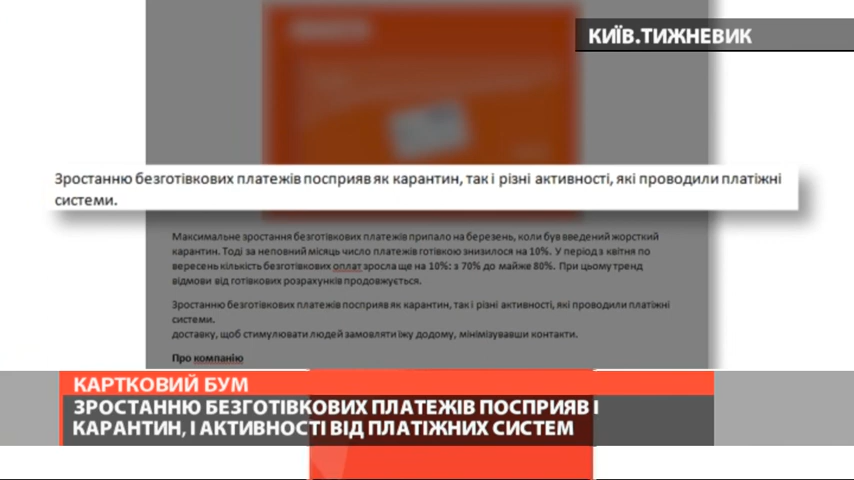 КИЇВ.ТИЖНЕВИК
Зростанню безготівкових платежів посприяв як карантин, так і різні активності, які проводили платіжні
системи.
Максимальне зростання безготівкових платежів припало на березень, коли був введений жорсткий
карантин. Тоді за неповний місяць число платежів готівкою знизилося на 10%. У період з квітня по
вересень кількість безготівкових оплат зросла ще на 10%: з 70% до майже 80%. При цьому тренд
відмови від готівкових розрахунків продовжується.
Зростанню безготівкових платежів посприяв як карантин, так і різні активності, які проводили платіжні
системи.
доставку, щоб стимулювати людей замовляти їжу додому, мінімізувавши контакти.
Про компанію
КАРТКОВИЙ БУМ
ЗРОСТАННЮ БЕЗГОТІВКОВИХ ПЛАТЕЖІВ ПОСПРИЯВ І
КАРАНТИН, І АКТИВНОСТІ ВІД ПЛАТІЖНИХ СИСТЕМ